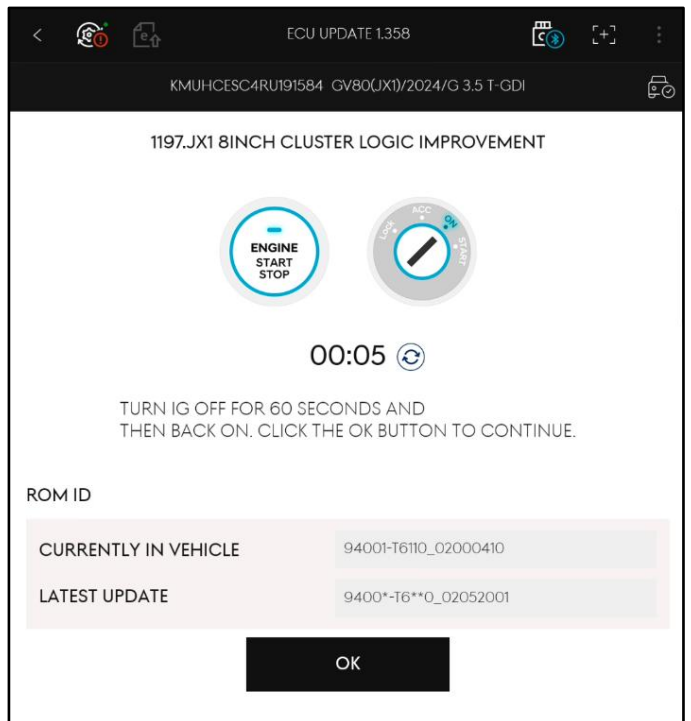 ECU UPDATE 1.358
KMUHCESC4RU191584 GV80(JX1)/2024/G 3.5 T-GDI
1197.JX1 8INCH CLUSTER LOGIC IMPROVEMENT
ENGINE
START
STOP
LOCK
ACC
ON
START
00:05
TURN IG OFF FOR 60 SECONDS AND
THEN BACK ON. CLICK THE OK BUTTON TO CONTINUE.
ROM ID
CURRENTLY IN VEHICLE 94001-T6110_02000410
LATEST UPDATE 9400*-T6**0_02052001
OK